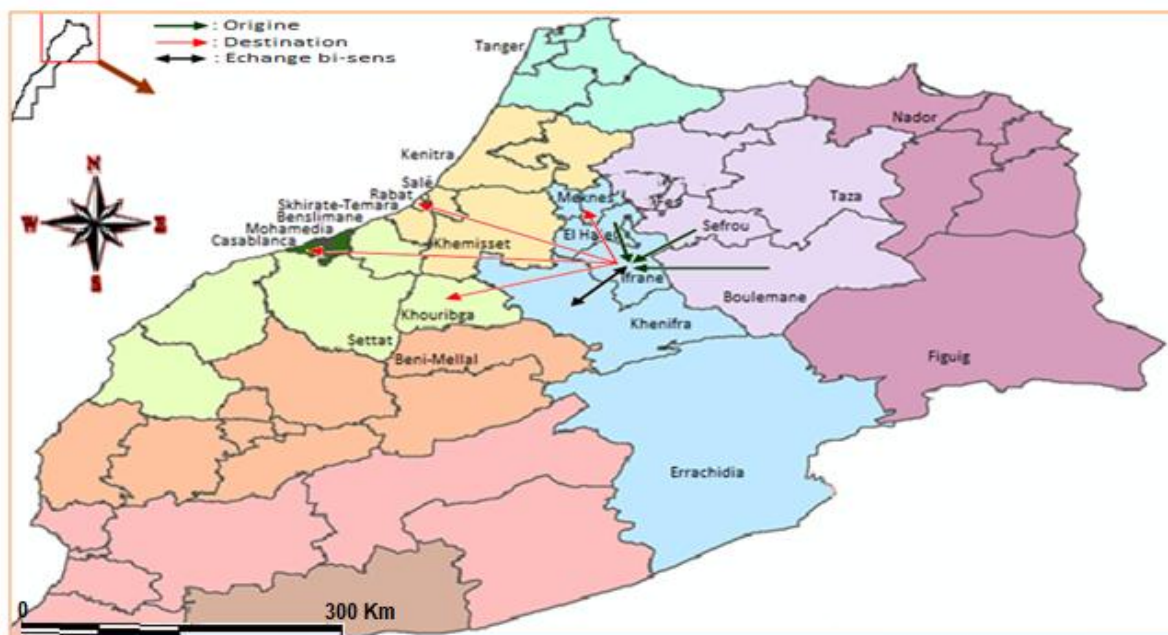 : Origine
: Destination
: Echange bi-sens
Tanger
Nador
Kenitra
Salé
Rabat
Skhirate-Temara
Benslimane
Mohamedia
Casablanca
Meknes
Fes
Taza
Sefrou
El Hajeb
Khemisset
Ifrane
Boulemane
Khouribga
Khenifra
Settat
Beni-Mellal
Figuig
Errachidia
N
W
E
S
0
300 Km